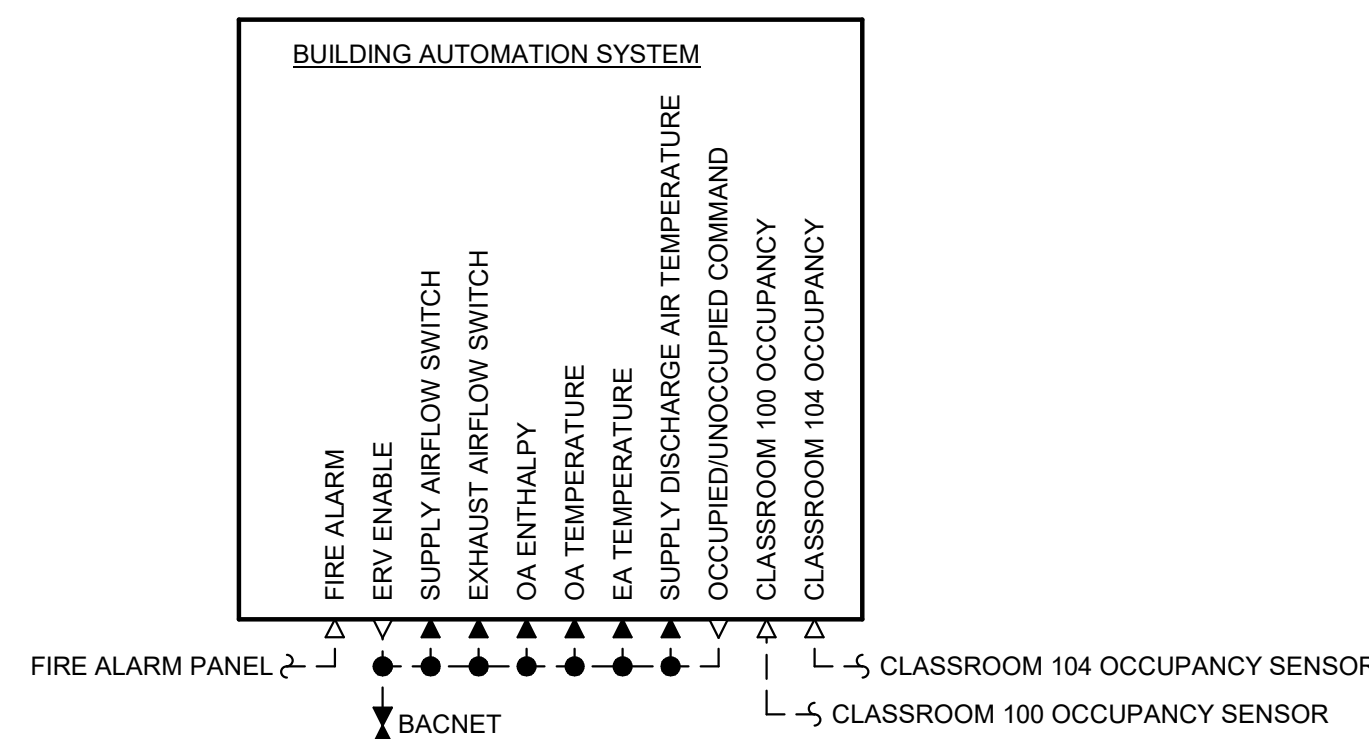 BUILDING AUTOMATION SYSTEM
FIRE ALARM
ERV ENABLE
SUPPLY AIRFLOW SWITCH
EXHAUST AIRFLOW SWITCH
OA ENTHALPY
OA TEMPERATURE
EA TEMPERATURE
SUPPLY DISCHARGE AIR TEMPERATURE
OCCUPIED/UNOCCUPIED COMMAND
CLASSROOM 100 OCCUPANCY
CLASSROOM 104 OCCUPANCY
FIRE ALARM PANEL
CLASSROOM 104 OCCUPANCY SENSOR
CLASSROOM 100 OCCUPANCY SENSOR
BACNET